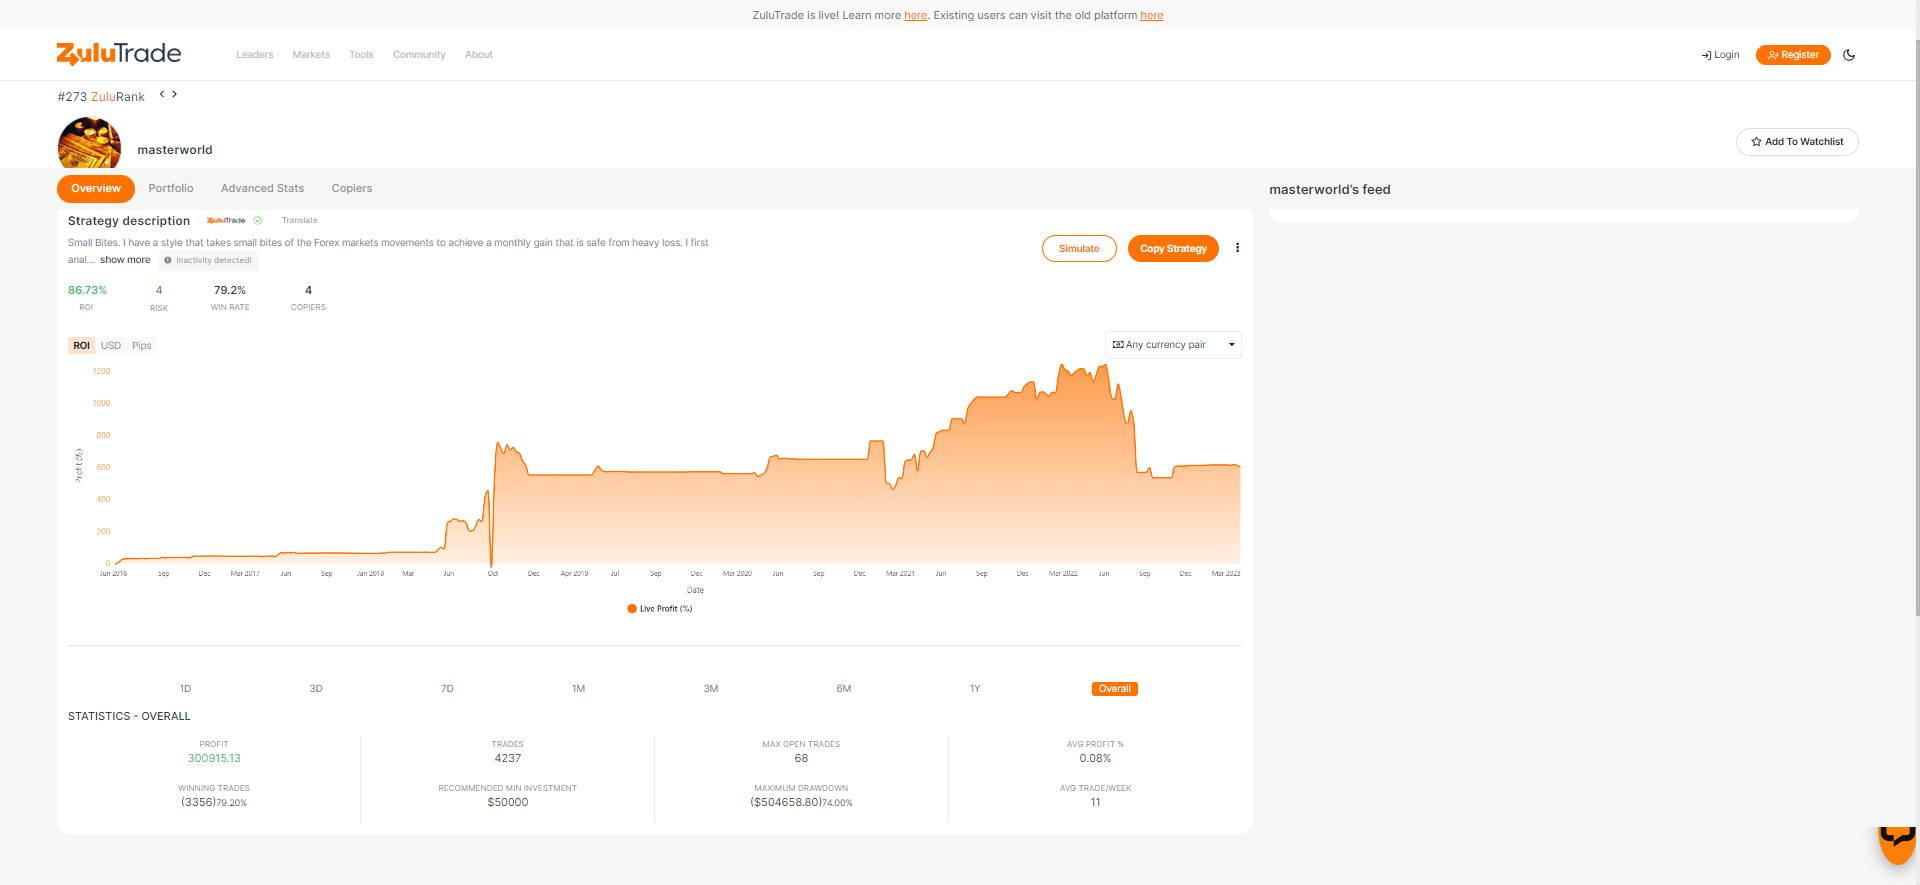 ZuluTrade is live! Learn more here. Existing users can visit the old platform here
ZuluTrade
Leaders Markets Tools Community About
Login Register
#273 ZuluRank < >
masterworld
Add To Watchlist
Overview Portfolio Advanced Stats Copiers
masterworld's feed
Strategy description ZuluTrade Translate
Small Bites. I have a style that takes small bites of the Forex markets movements to achieve a monthly gain that is safe from heavy loss. I first
anal... show more Inactivity detected!
Simulate Copy Strategy
86.73% 4 79.2% 4
ROI RISK WIN RATE COPIERS
ROI USD Pips
Any currency pair
1200
1000
800
600
400
200
0
Profit (%)
Jun 2016 Sep Dec Mar 2017 Jun Sep Jan 2018 Mar Jun Oct Dec Apr 2019 Jul Sep Dec Mar 2020 Jun Sep Dec Mar 2021 Jun Sep Dec Mar 2022 Jun Sep Dec Mar 2023
Date
Live Profit (%)
1D 3D 7D 1M 3M 6M 1Y Overall
STATISTICS - OVERALL
PROFIT TRADES MAX OPEN TRADES AVG PROFIT %
300915.13 4237 68 0.08%
WINNING TRADES RECOMMENDED MIN INVESTMENT MAXIMUM DRAWDOWN AVG TRADE/WEEK
(3356)79.20% $50000 ($504658.80)74.00% 11